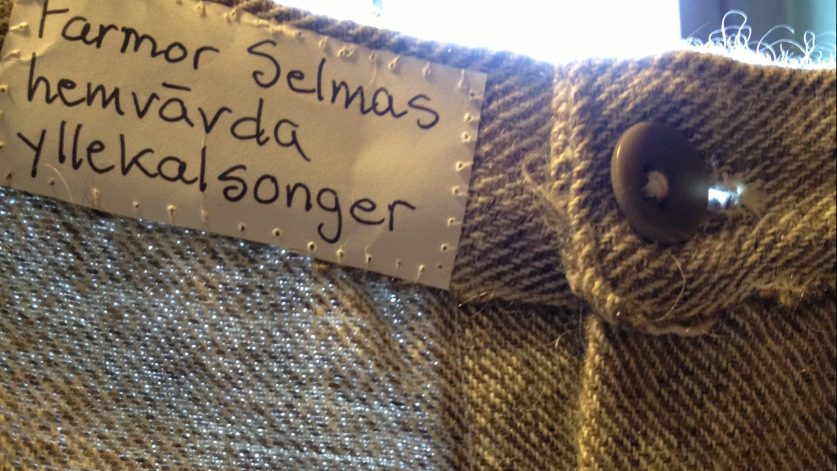 Farmor Selmas
hemvävda
yllekalsonger